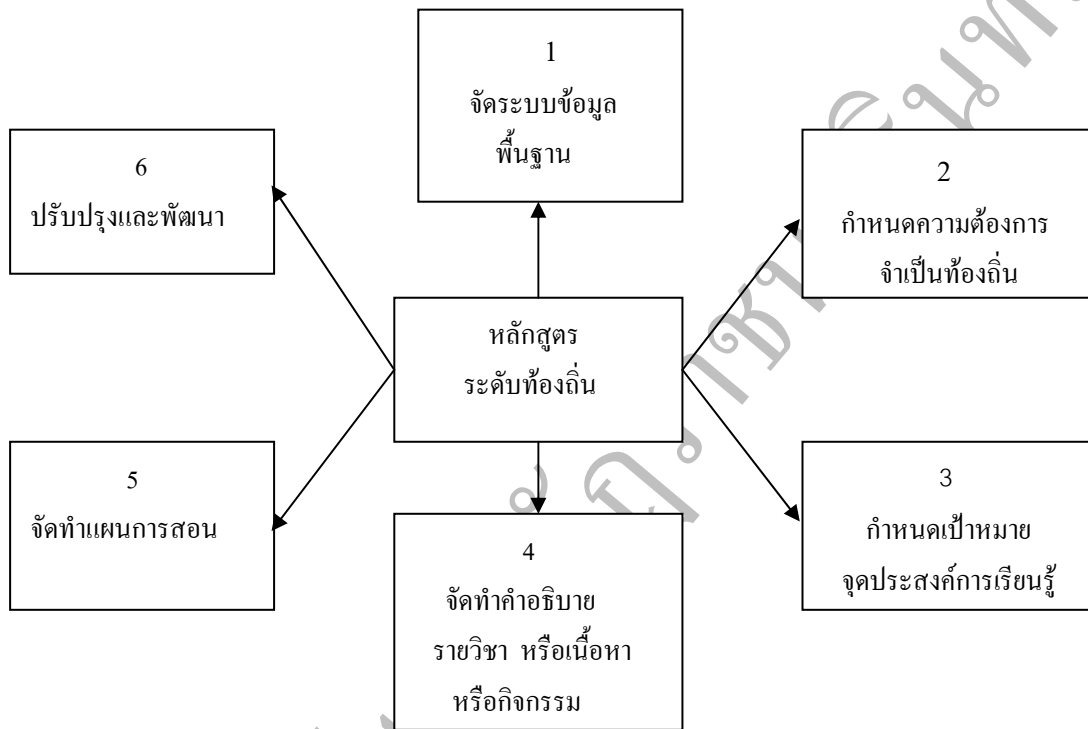 1
จัดระบบข้อมูล
พื้นฐาน
6
ปรับปรุงและพัฒนา
2
กำหนดความต้องการ
จำเป็นท้องถิ่น
หลักสูตร
ระดับท้องถิ่น
5
จัดทำแผนการสอน
3
กำหนดเป้าหมาย
จุดประสงค์การเรียนรู้
4
จัดทำคำอธิบาย
รายวิชา หรือเนื้อหา
หรือกิจกรรม